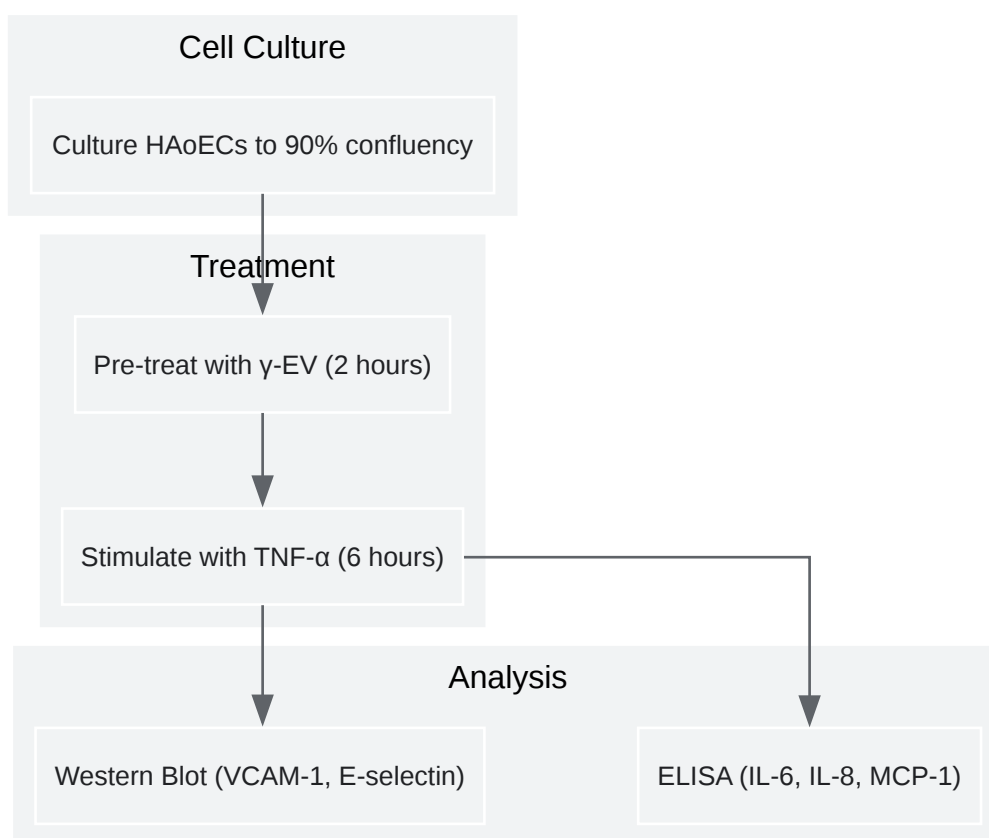 Cell Culture
Culture HAoECs to 90% confluency
Treatment
Pre-treat with γ-EV (2 hours)
Stimulate with TNF-α (6 hours)
Analysis
Western Blot (VCAM-1, E-selectin)
ELISA (IL-6, IL-8, MCP-1)